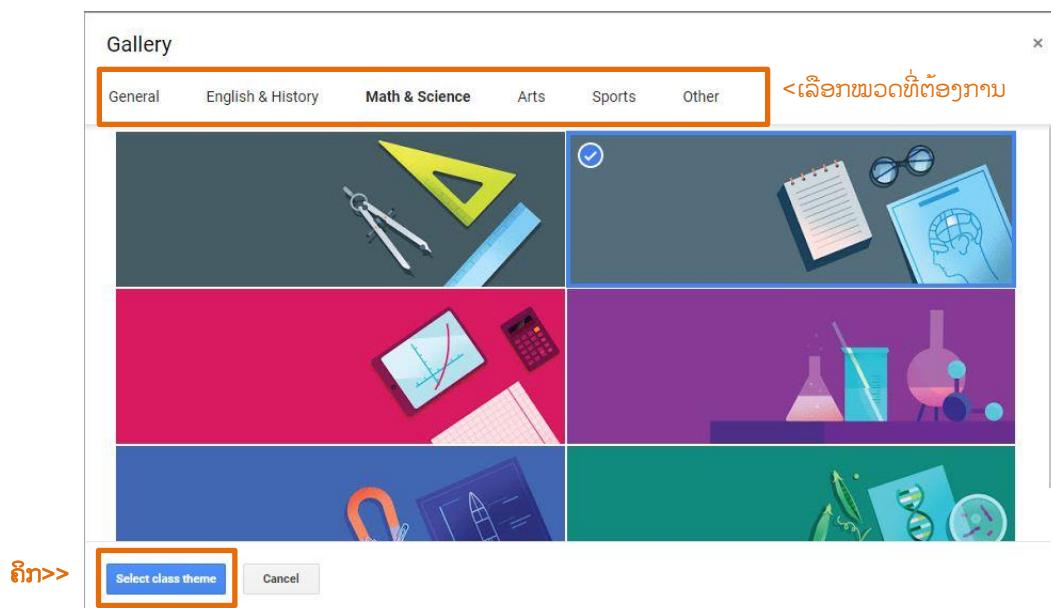 Gallery
×
General English & History Math & Science Arts Sports Other
<ເລືອກໝວດທີ່ຕ້ອງການ
ຄິກ>>
Select class theme Cancel